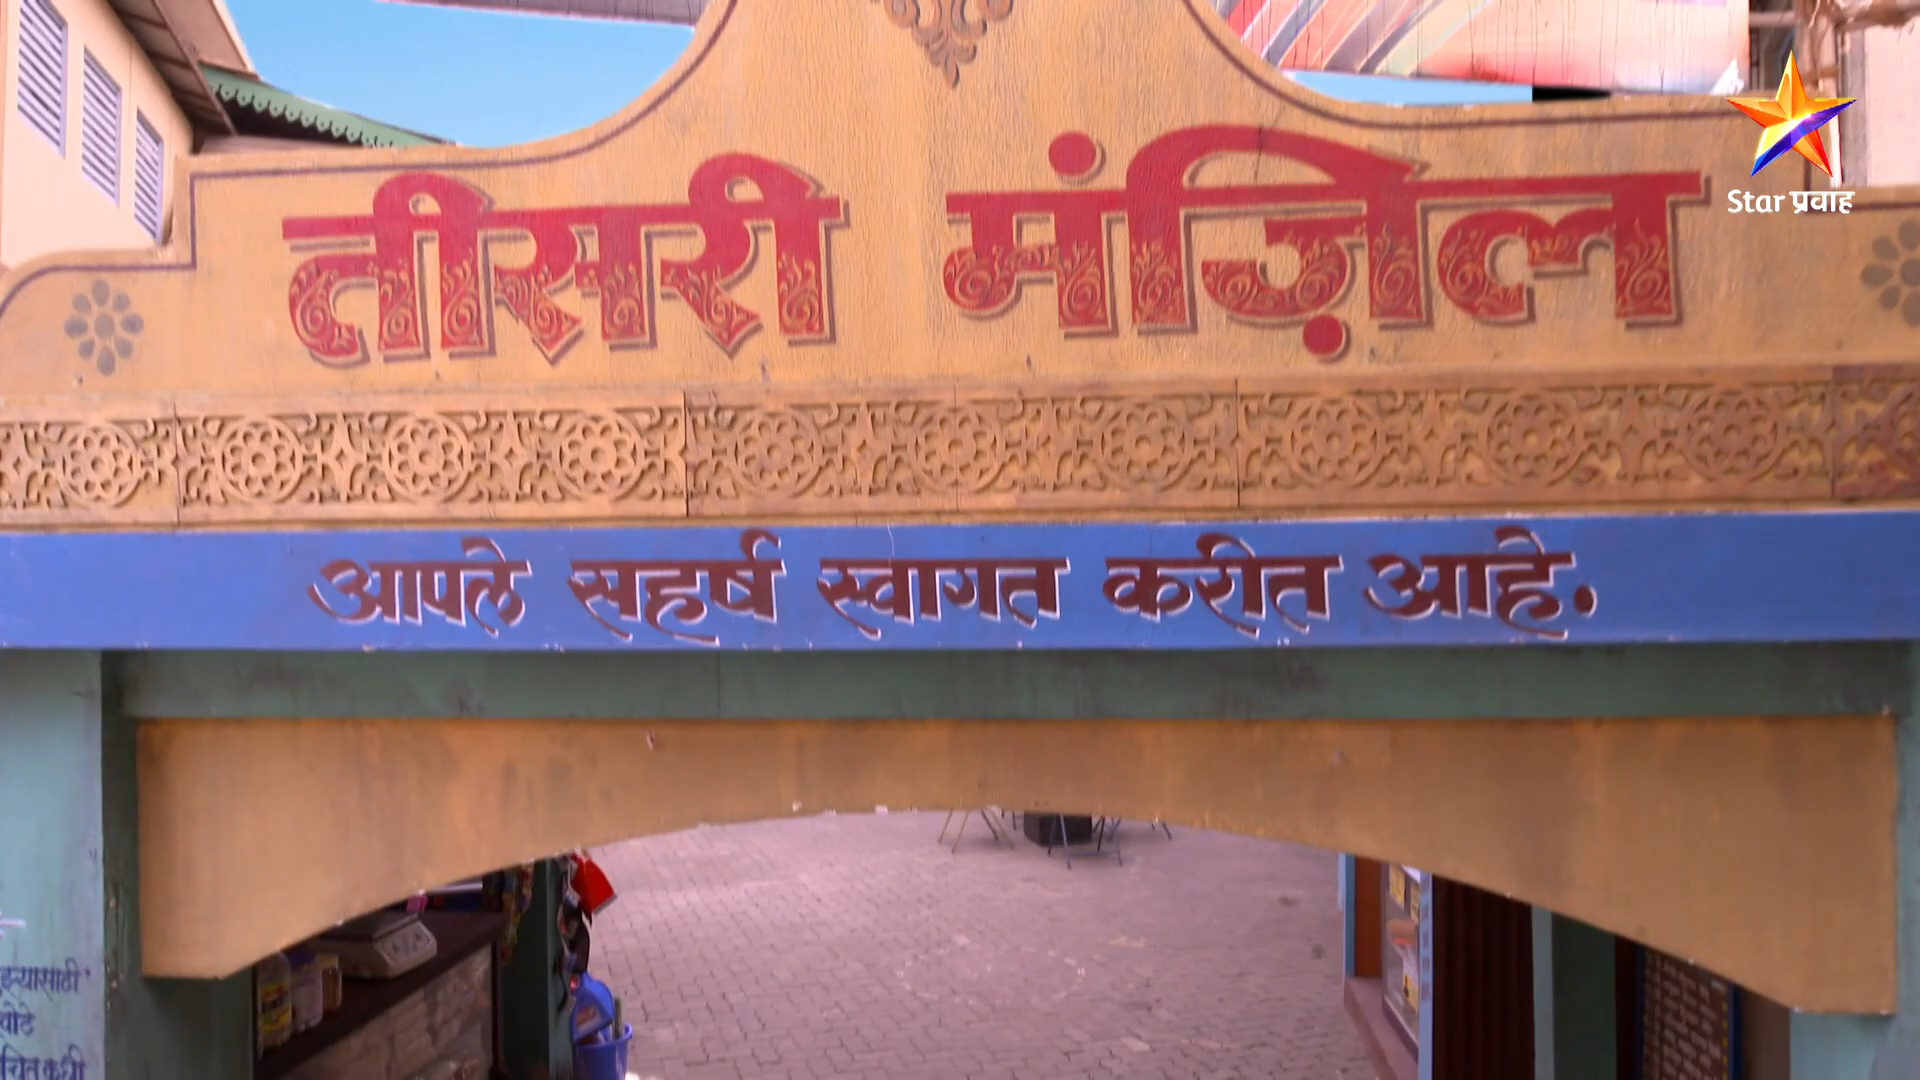 तीसरी मंज़िल
Star प्रवाह
आपले सहर्ष स्वागत करीत आहे.